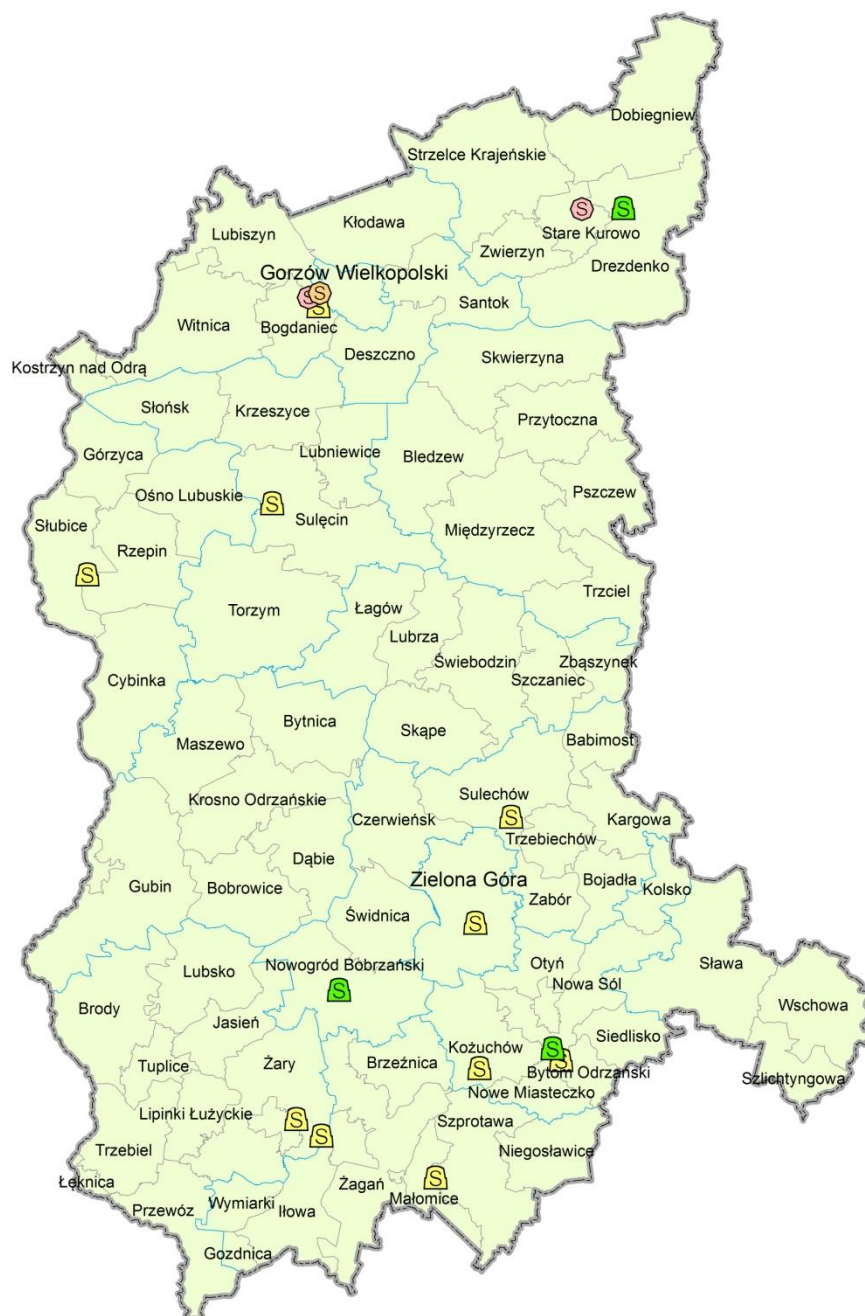 Dobiegniew
Strzelce Krajeńskie
S
S
Kłodawa
Stare Kurowo
Lubiszyn
Zwierzyn
Drezdenko
Gorzów Wielkopolski
S
S
S
Santok
Witnica
Bogdaniec
Deszczno
Skwierzyna
Kostrzyn nad Odrą
Słońsk
Krzeszyce
Przytoczna
Lubniewice
Górzyca
Bledzew
Ośno Lubuskie
Pszczew
S
Słubice
Sulęcin
Rzepin
Międzyrzecz
S
Trzciel
Torzym
Łagów
Lubrza
Świebodzin
Zbąszynek
Szczaniec
Cybinka
Bytnica
Skąpe
Maszewo
Babimost
Sulechów
Krosno Odrzańskie
Czerwieńsk
S
Kargowa
Trzebiechów
Dąbie
Zielona Góra
Gubin
Bobrowice
Bojadła
Kolsko
Zabór
Świdnica
S
Otyń
Lubsko
Nowogród Bobrzański
Sława
Nowa Sól
S
Brody
Wschowa
Jasień
Siedlisko
S
Kożuchów
Żary
Brzeźnica
S
S
Tuplice
Bytom Odrzański
Szlichtyngowa
Nowe Miasteczko
Lipinki Łużyckie
S
Szprotawa
S
Trzebiel
Niegosławice
S
Łęknica
Żagań
Małomice
Wymiarki
Przewóz
Iłowa
Gozdnica